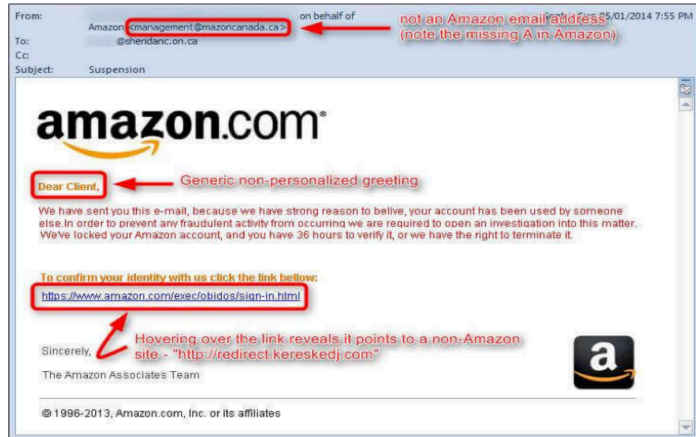 From: on behalf of
Amazon <management@mazoncanada.ca>
not an Amazon email address
(note the missing A in Amazon)
05/01/2014 7:55 PM
To: @sheridanc.on.ca
Cc:
Subject: Suspension
amazon.com®
Dear Client,
Generic non-personalized greeting
We have sent you this e-mail, because we have strong reason to belive, your account has been used by someone
else.In order to prevent any fraudulent activity from occurring we are required to open an investigation into this matter.
We've locked your Amazon account, and you have 36 hours to verify it, or we have the right to terminate it.
To confirm your identity with us click the link bellow:
https://www.amazon.com/exec/obidos/sign-in.html
Hovering over the link reveals it points to a non-Amazon
site - "http://redirect.kereskedj.com"
Sincerely,
The Amazon Associates Team
a
© 1996-2013, Amazon.com, Inc. or its affiliates